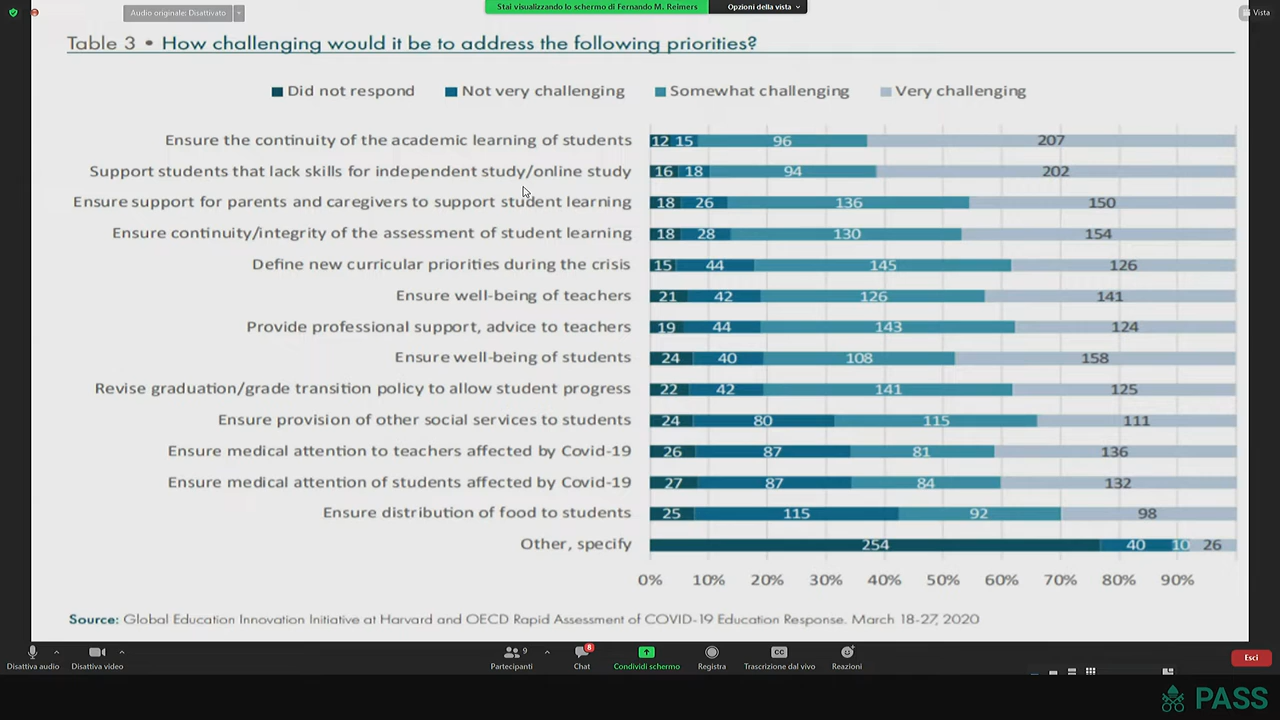 Audio originale: Disattivato
Stai visualizzando lo schermo di Fernando M. Reimers
Opzioni della vista
Vista
Table 3 • How challenging would it be to address the following priorities?
Did not respond Not very challenging Somewhat challenging Very challenging
Ensure the continuity of the academic learning of students 12 15 96 207
Support students that lack skills for independent study/online study 16 18 94 202
Ensure support for parents and caregivers to support student learning 18 26 136 150
Ensure continuity/integrity of the assessment of student learning 18 28 130 154
Define new curricular priorities during the crisis 15 44 145 126
Ensure well-being of teachers 21 42 126 141
Provide professional support, advice to teachers 19 44 143 124
Ensure well-being of students 24 40 108 158
Revise graduation/grade transition policy to allow student progress 22 42 141 125
Ensure provision of other social services to students 24 80 115 111
Ensure medical attention to teachers affected by Covid-19 26 87 81 136
Ensure medical attention of students affected by Covid-19 27 87 84 132
Ensure distribution of food to students 25 115 92 98
Other, specify 254 40 10 26
0% 10% 20% 30% 40% 50% 60% 70% 80% 90%
Source: Global Education Innovation Initiative at Harvard and OECD Rapid Assessment of COVID-19 Education Response. March 18-27, 2020
9
8
CC
Disattiva audio
Disattiva video
Partecipanti
Chat
Condividi schermo
Registra
Trascrizione dal vivo
Reazioni
Esci
PASS